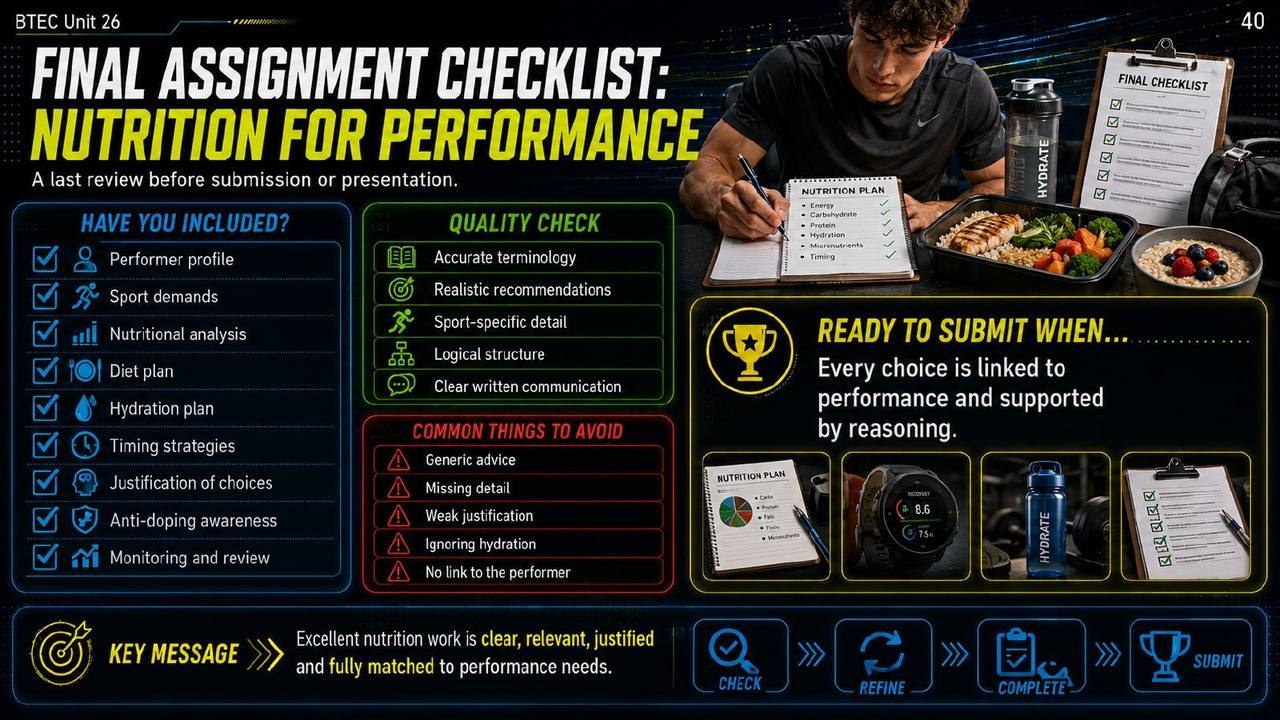 BTEC Unit 26
40
FINAL ASSIGNMENT CHECKLIST:
NUTRITION FOR PERFORMANCE
A last review before submission or presentation.
HAVE YOU INCLUDED?
Performer profile
Sport demands
Nutritional analysis
Diet plan
Hydration plan
Timing strategies
Justification of choices
Anti-doping awareness
Monitoring and review
QUALITY CHECK
Accurate terminology
Realistic recommendations
Sport-specific detail
Logical structure
Clear written communication
COMMON THINGS TO AVOID
Generic advice
Missing detail
Weak justification
Ignoring hydration
No link to the performer
NUTRITION PLAN
Energy
Carbohydrate
Protein
Hydration
Micronutrients
Timing
HYDRATE
FINAL CHECKLIST
READY TO SUBMIT WHEN...
Every choice is linked to
performance and supported
by reasoning.
NUTRITION PLAN
Carbs
Protein
Fats
Micronutrients
RECOVERY
8.6
7.5
HYDRATE
KEY MESSAGE
Excellent nutrition work is clear, relevant, justified
and fully matched to performance needs.
CHECK
REFINE
COMPLETE
SUBMIT